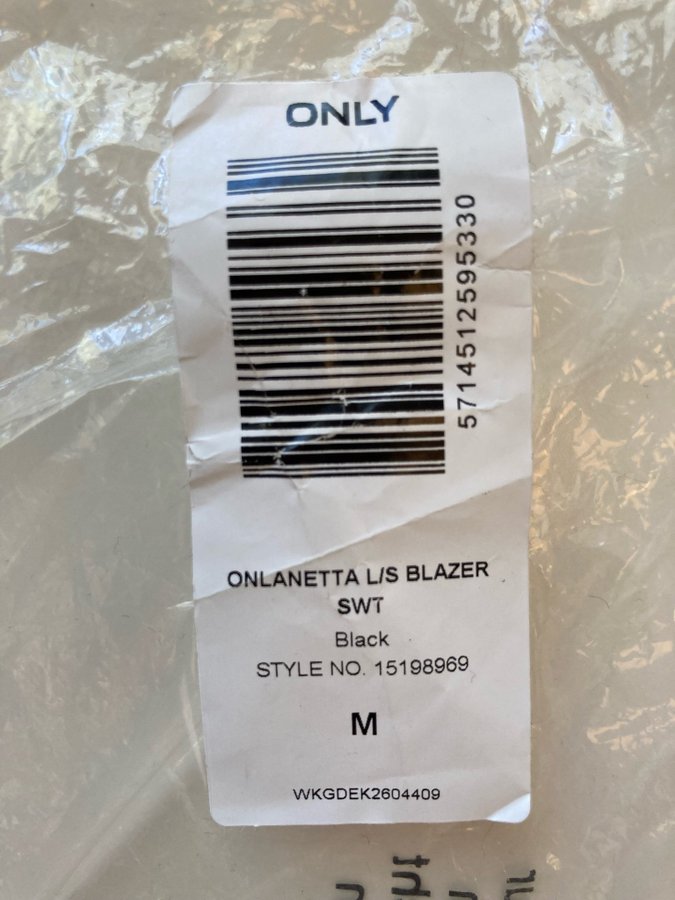 ONLY
5714512595330
ONLANETTA L/S BLAZER
SWT
Black
STYLE NO. 15198969
M
WKGDEK2604409